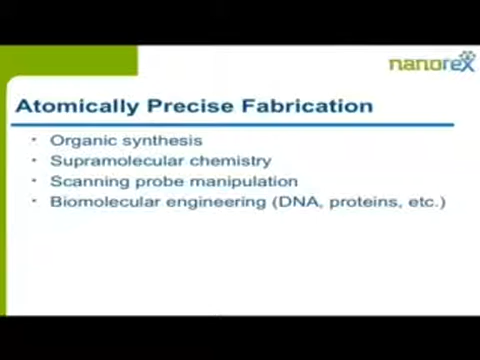 nanorex
Atomically Precise Fabrication
• Organic synthesis
• Supramolecular chemistry
• Scanning probe manipulation
• Biomolecular engineering (DNA, proteins, etc.)